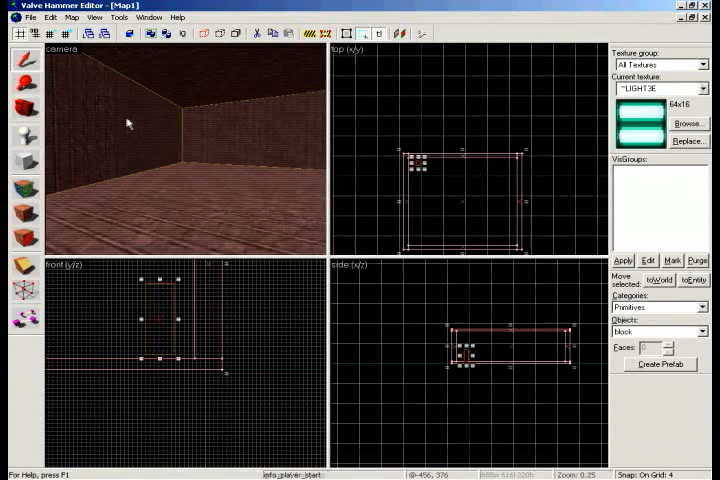 Valve Hammer Editor - [Map1]
File Edit Map View Tools Window Help
camera
top (x/y)
front (y/z)
side (x/z)
Texture group:
All Textures
Current texture:
~LIGHT3E
64x16
Browse...
Replace...
VisGroups:
Apply Edit Mark Purge
Move selected:
toWorld toEntity
Categories:
Primitives
Objects:
block
Faces: 0
Create Prefab
For Help, press F1
info_player_start
@-456, 376
Zoom: 0.25
Snap: On Grid: 4